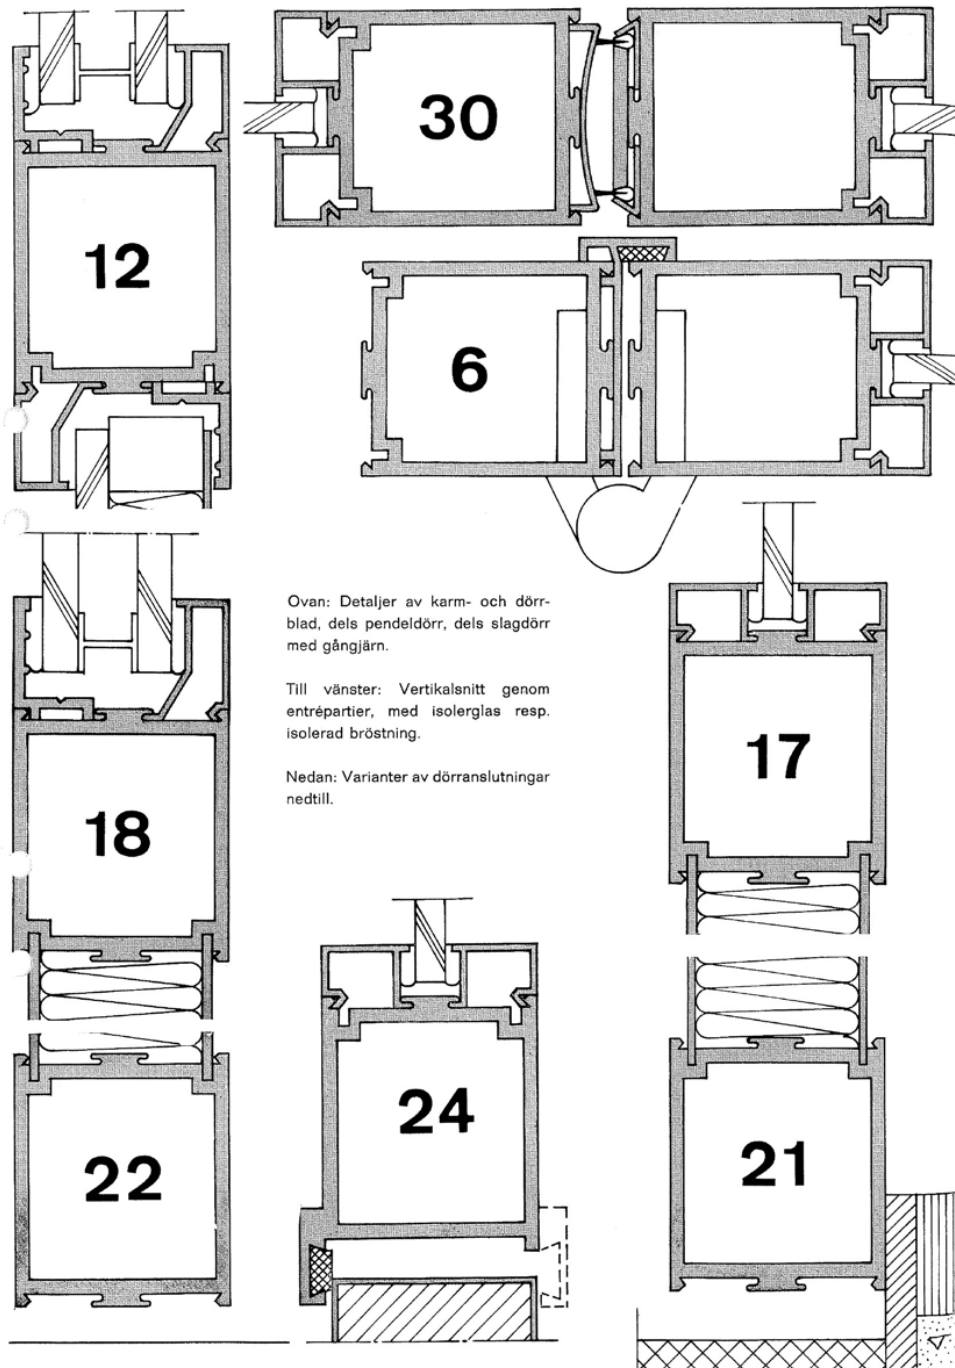 30
12
6
Ovan: Detaljer av karm- och dörr-
blad, dels pendeldörr, dels slagdörr
med gångjärn.
Till vänster: Vertikalsnitt genom
entrépartier, med isolerglas resp.
isolerad bröstning.
Nedan: Varianter av dörranslutningar
nedtill.
17
18
24
22
21